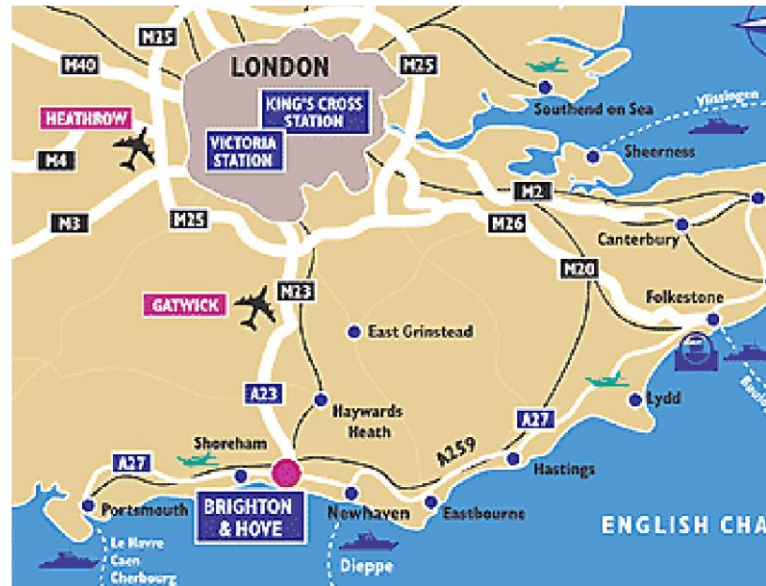 M25
M40
LONDON
M25
KING'S CROSS
STATION
HEATHROW
VICTORIA
STATION
Southend on Sea
Vlissingen
Sheerness
M4
M2
M3
M25
M26
Canterbury
M20
M23
GATWICK
Folkestone
East Grinstead
A23
Haywards
Heath
Lydd
A27
Shoreham
A259
A27
Hastings
Portsmouth
BRIGHTON
& HOVE
Newhaven
Eastbourne
ENGLISH CHA
Le Havre
Caen
Cherbourg
Dieppe